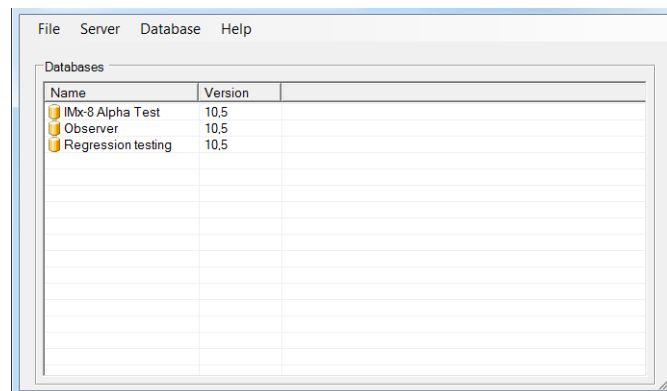 File Server Database Help
Databases
Name Version
IMx-8 Alpha Test 10,5
Observer 10,5
Regression testing 10,5